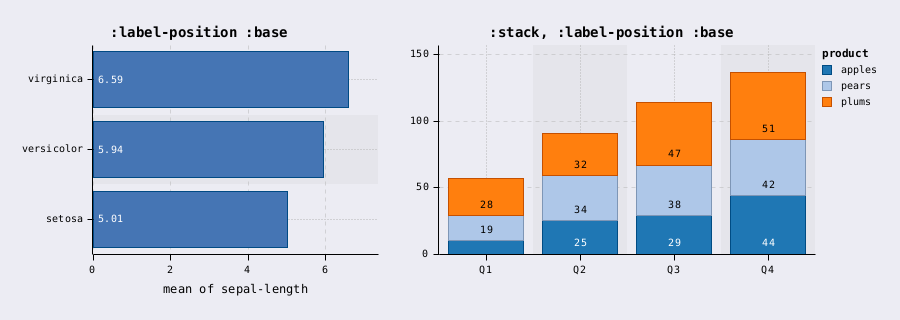 :label-position :base
virginica
6.59
versicolor
5.94
setosa
5.01
0 2 4 6
mean of sepal-length
:stack, :label-position :base
150
100
50
0
28
19
32
34
25
47
38
29
51
42
44
Q1 Q2 Q3 Q4
product
apples
pears
plums